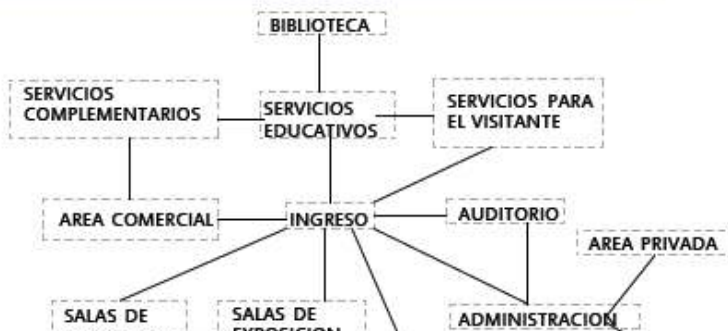 BIBLIOTECA
SERVICIOS
COMPLEMENTARIOS
SERVICIOS
EDUCATIVOS
SERVICIOS PARA
EL VISITANTE
AREA COMERCIAL
INGRESO
AUDITORIO
AREA PRIVADA
SALAS DE
SALAS DE
EXPOSICION
ADMINISTRACION